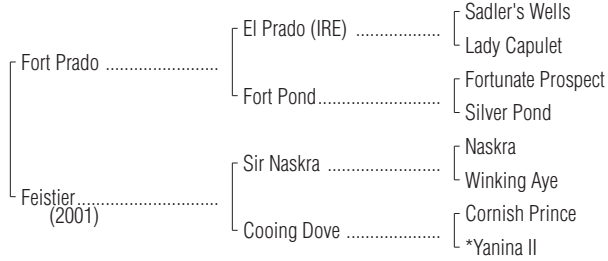 Sadler's Wells
El Prado (IRE) ..................
Lady Capulet
Fort Prado ........................
Fortunate Prospect
Fort Pond..........................
Silver Pond
Naskra
Sir Naskra ........................
Winking Aye
Feistier..............................
(2001)
Cornish Prince
Cooing Dove ....................
*Yanina II